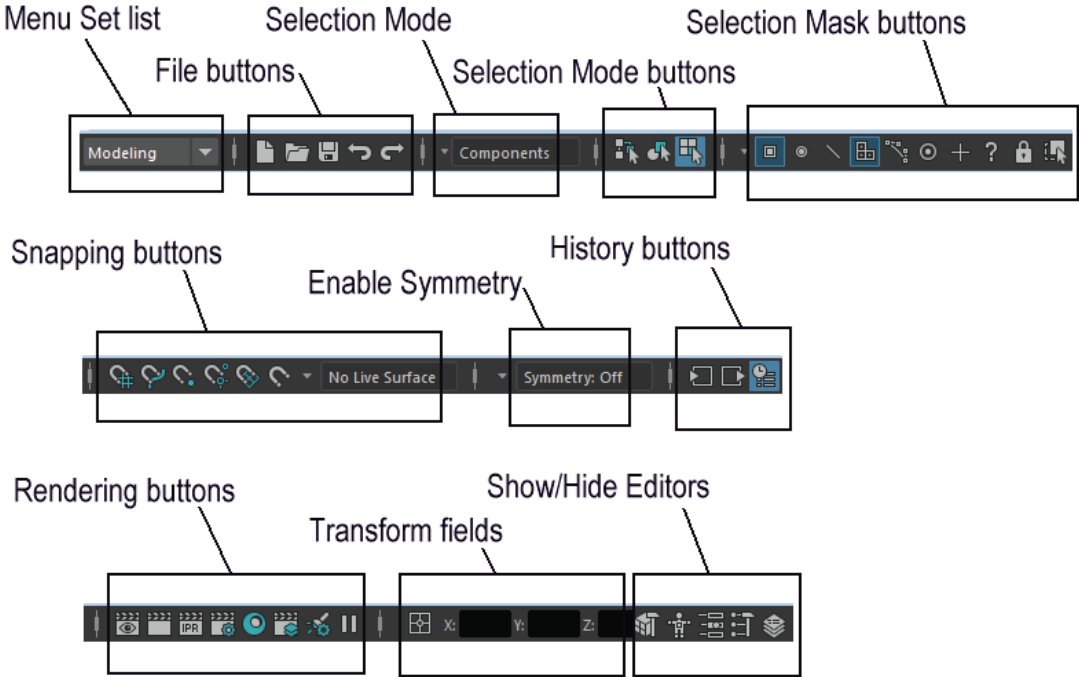 Menu Set list
Selection Mode
Selection Mask buttons
File buttons
Selection Mode buttons
Modeling
Components
?
Snapping buttons
History buttons
Enable Symmetry
No Live Surface
Symmetry: Off
Rendering buttons
Show/Hide Editors
Transform fields
IPR
X:
Y:
Z: